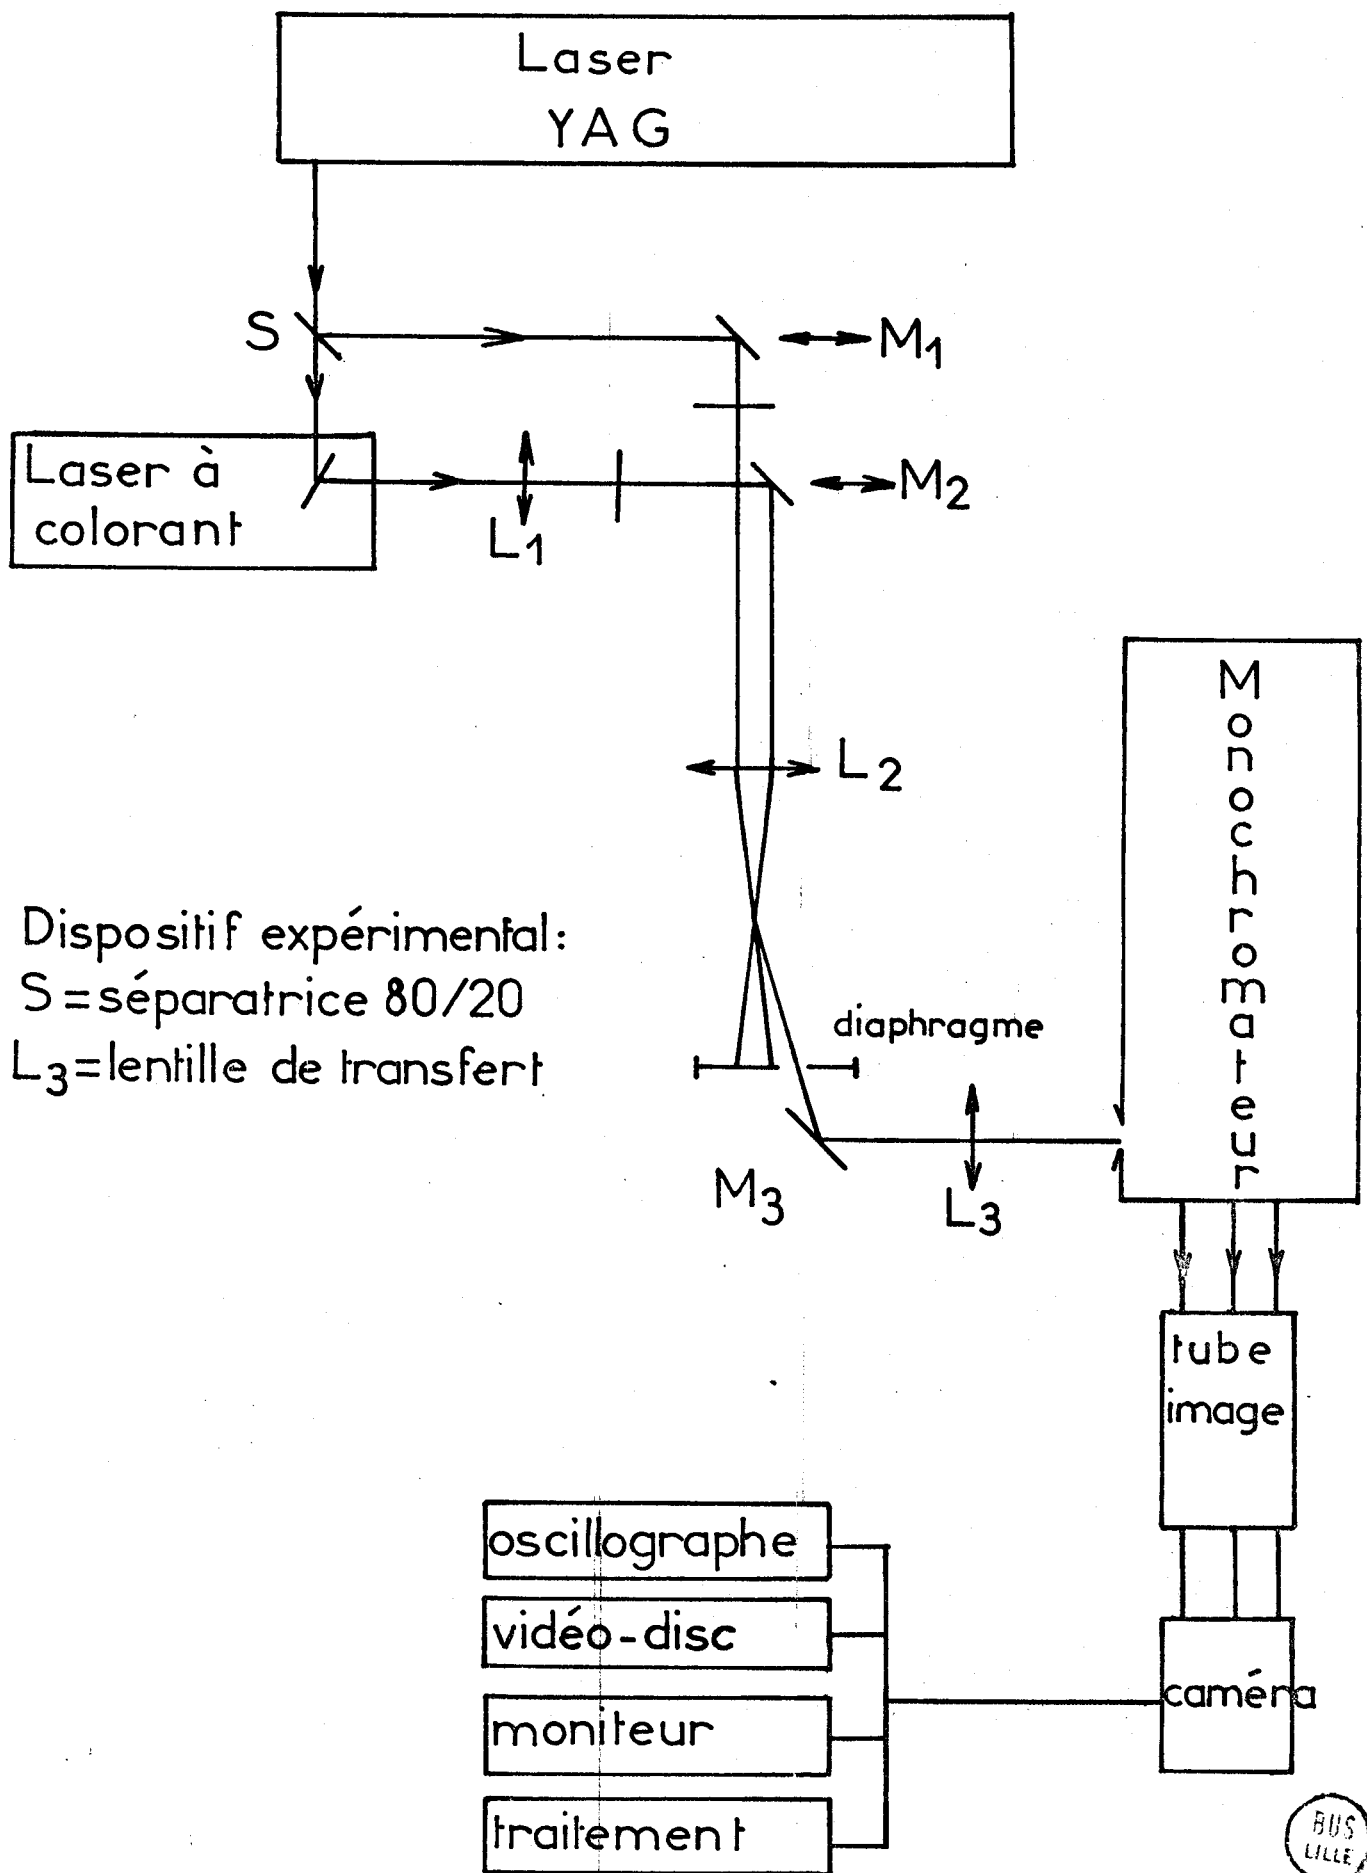 Laser
YAG
S
M1
Laser à
colorant
L1
M2
L2
Monochromateur
Dispositif expérimental:
S=séparatrice 80/20
L3=lentille de transfert
diaphragme
M3
L3
tube
image
oscillographe
vidéo-disc
moniteur
traitement
caméra
BUS
LILLE